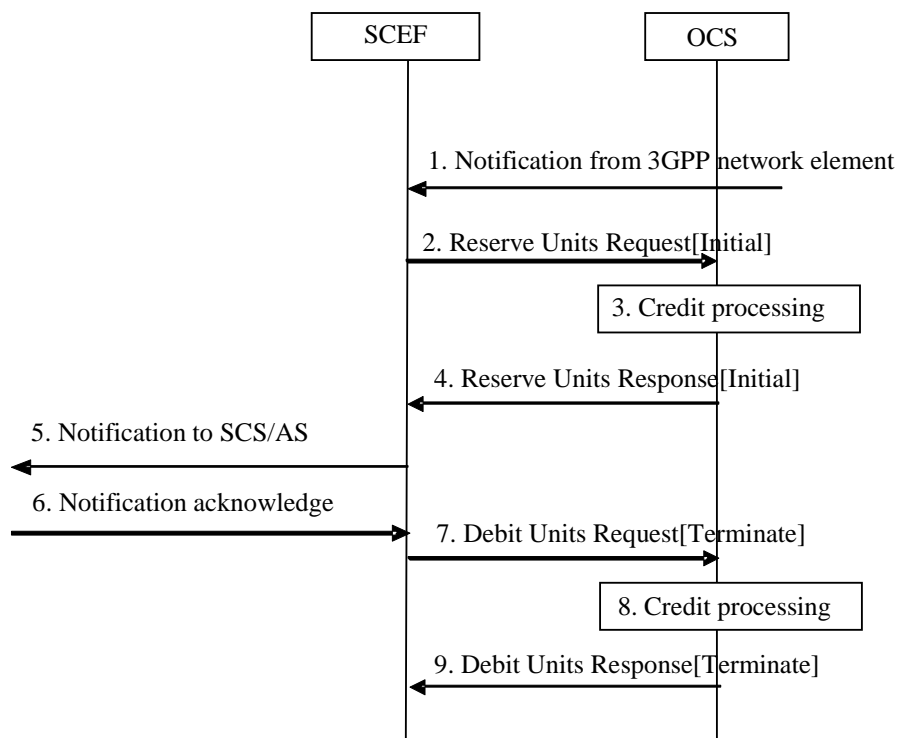 SCEF
OCS
1. Notification from 3GPP network element
2. Reserve Units Request[Initial]
3. Credit processing
4. Reserve Units Response[Initial]
5. Notification to SCS/AS
6. Notification acknowledge
7. Debit Units Request[Terminate]
8. Credit processing
9. Debit Units Response[Terminate]